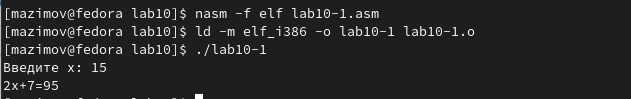 [mazimov@fedora lab10]$ nasm -f elf lab10-1.asm
[mazimov@fedora lab10]$ ld -m elf_i386 -o lab10-1 lab10-1.o
[mazimov@fedora lab10]$ ./lab10-1
Введите x: 15
2x+7=95